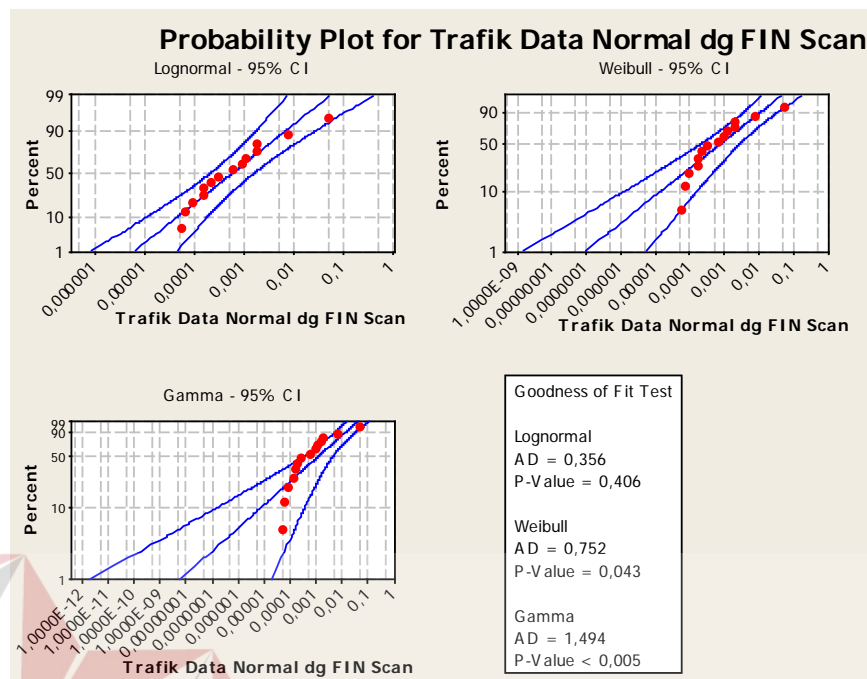 Probability Plot for Trafik Data Normal dg FIN Scan
Lognormal - 95% CI
99
90
50
10
1
Percent
0,000001
0,00001
0,0001
0,001
0,01
0,1
1
Trafik Data Normal dg FIN Scan
Weibull - 95% CI
90
50
10
1
Percent
1,0000E-09
0,00000001
0,0000001
0,000001
0,00001
0,0001
0,001
0,01
0,1
1
Trafik Data Normal dg FIN Scan
Gamma - 95% CI
99
90
50
10
1
Percent
1,0000E-12
1,0000E-11
1,0000E-10
1,0000E-09
0,00000001
0,0000001
0,000001
0,00001
0,0001
0,001
0,01
0,1
1
Trafik Data Normal dg FIN Scan
Goodness of Fit Test
Lognormal
AD = 0,356
P-Value = 0,406
Weibull
AD = 0,752
P-Value = 0,043
Gamma
AD = 1,494
P-Value < 0,005